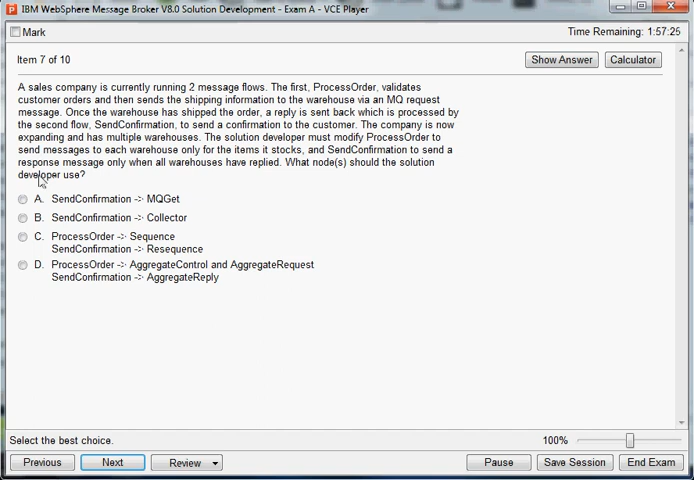 IBM WebSphere Message Broker V8.0 Solution Development - Exam A - VCE Player
Mark
Time Remaining: 1:57:25
Item 7 of 10
Show Answer
Calculator
A sales company is currently running 2 message flows. The first, ProcessOrder, validates
customer orders and then sends the shipping information to the warehouse via an MQ request
message. Once the warehouse has shipped the order, a reply is sent back which is processed by
the second flow, SendConfirmation, to send a confirmation to the customer. The company is now
expanding and has multiple warehouses. The solution developer must modify ProcessOrder to
send messages to each warehouse only for the items it stocks, and SendConfirmation to send a
response message only when all warehouses have replied. What node(s) should the solution
developer use?
A. SendConfirmation -> MQGet
B. SendConfirmation -> Collector
C. ProcessOrder -> Sequence
SendConfirmation -> Resequence
D. ProcessOrder -> AggregateControl and AggregateRequest
SendConfirmation -> AggregateReply
Select the best choice.
100%
Previous
Next
Review
Pause
Save Session
End Exam